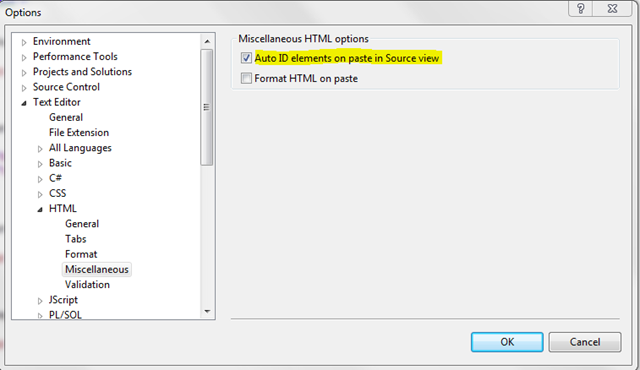 Options
Environment
Performance Tools
Projects and Solutions
Source Control
Text Editor
General
File Extension
All Languages
Basic
C#
CSS
HTML
General
Tabs
Format
Miscellaneous
Validation
JScript
PL/SQL
Miscellaneous HTML options
Auto ID elements on paste in Source view
Format HTML on paste
OK
Cancel